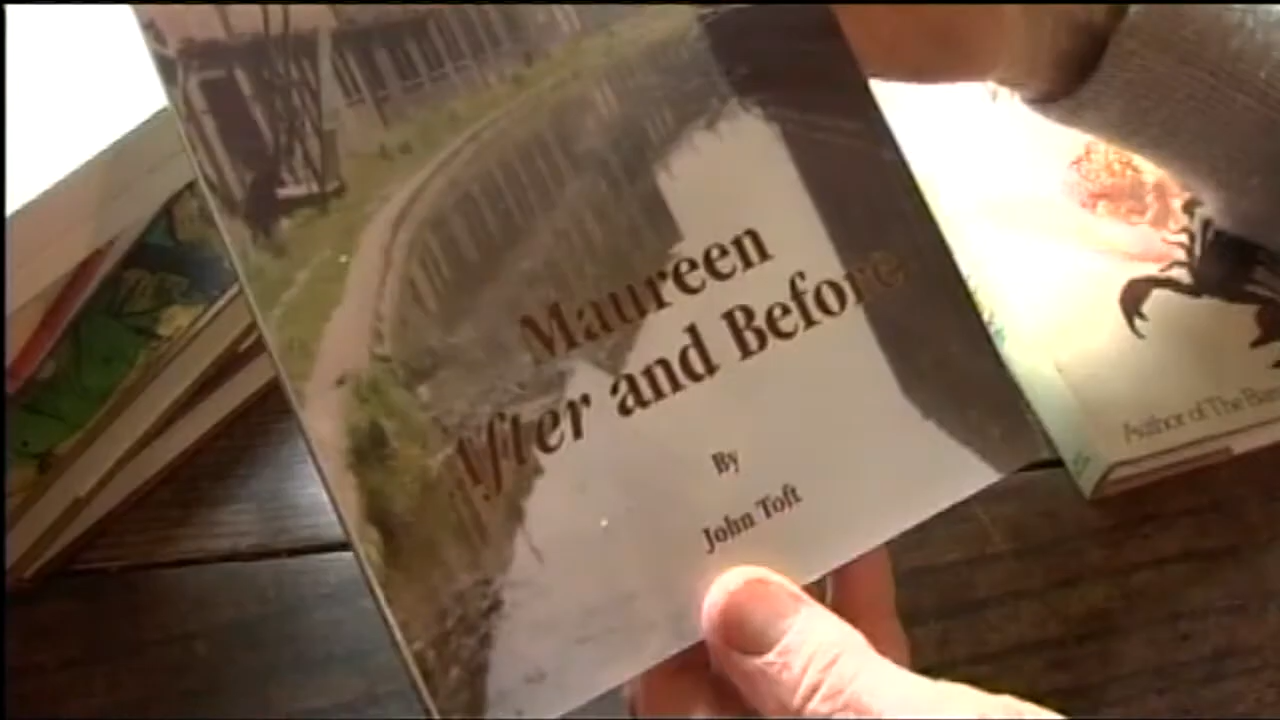 Maureen
After and Before
By
John Toft
Author of The